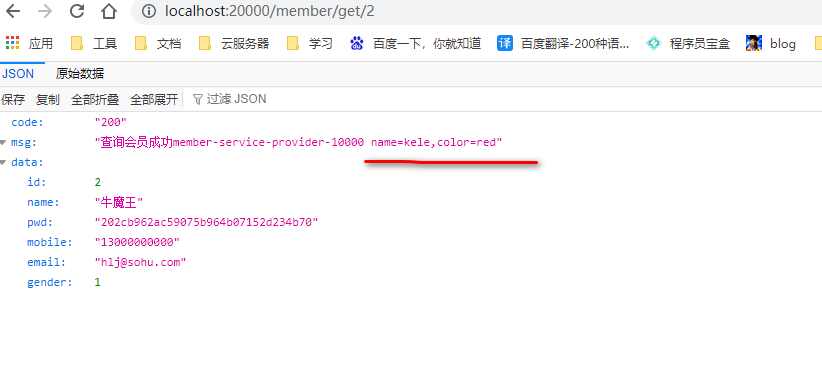 localhost:20000/member/get/2
应用 工具 文档 云服务器 学习 百度一下，你就知道 译 百度翻译-200种语... 程序员宝盒 blog
JSON 原始数据
保存 复制 全部折叠 全部展开 过滤 JSON
code: "200"
msg: "查询会员成功member-service-provider-10000 name=kele,color=red"
data:
id: 2
name: "牛魔王"
pwd: "202cb962ac59075b964b07152d234b70"
mobile: "13000000000"
email: "hlj@sohu.com"
gender: 1